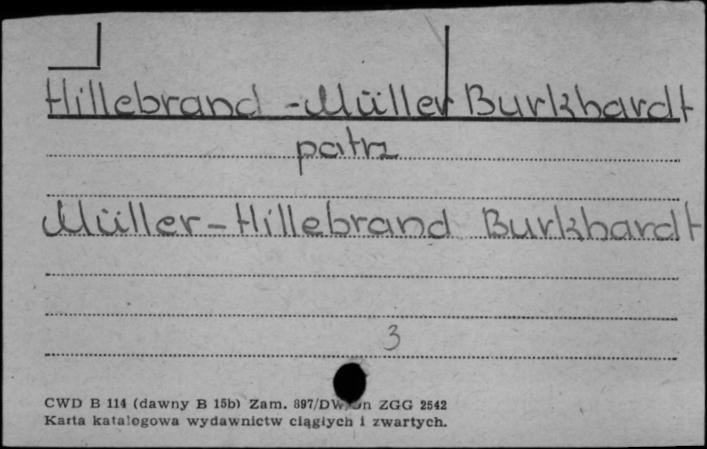 Hillebrand - Müller Burkhardt
patrz
Müller - Hillebrand Burkhardt
3
CWD B 114 (dawny B 15b) Zam. 897/DW ZGG 2542
Karta katalogowa wydawnictw ciągłych i zwartych.